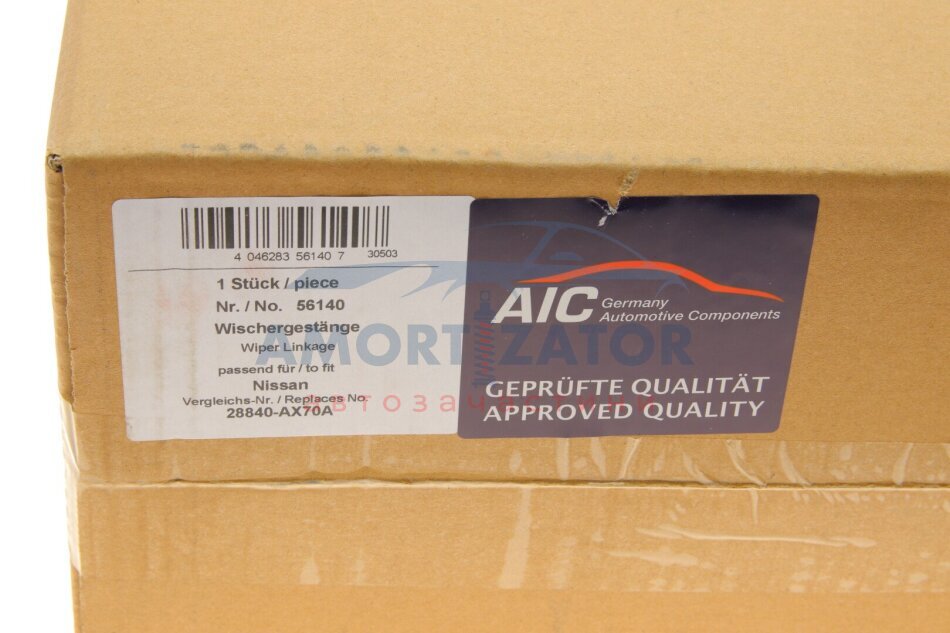 4 046283 56140 7 30503
1 Stück / piece
Nr. / No. 56140
Wischergestänge
Wiper Linkage
passend für / to fit
Nissan
Vergleichs-Nr. / Replaces No.
28840-AX70A
AIC Germany
Automotive Components
GEPRÜFTE QUALITÄT
APPROVED QUALITY
AMORTIZATOR
автозапчастини